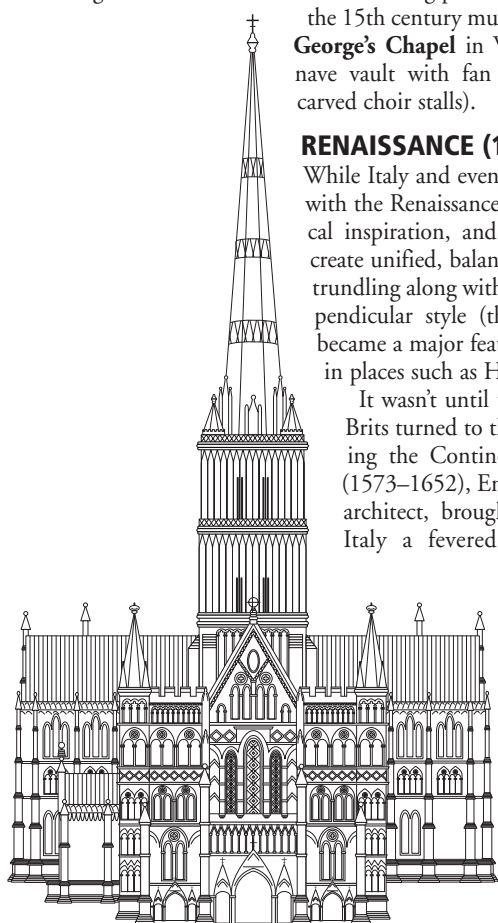 the 15th century mu
George's Chapel in
nave vault with fan
carved choir stalls).
RENAISSANCE (1
While Italy and even
with the Renaissance
cal inspiration, and
create unified, balan
trundling along with
pendicular style (th
became a major feat
in places such as H
It wasn't until
Brits turned to th
ing the Contin
(1573–1652), En
architect, brough
Italy a fevered